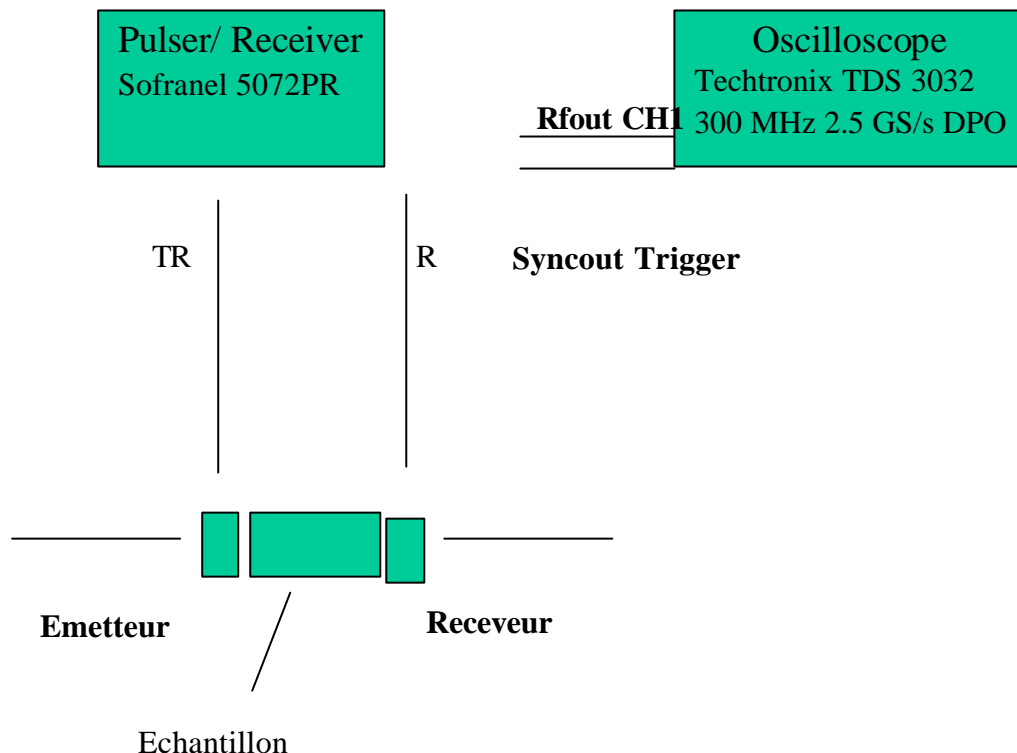 Pulser/ Receiver
Sofranel 5072PR
Oscilloscope
Techtronix TDS 3032
300 MHz 2.5 GS/s DPO
Rfout CH1
TR
R
Syncout Trigger
Emetteur
Receveur
Echantillon